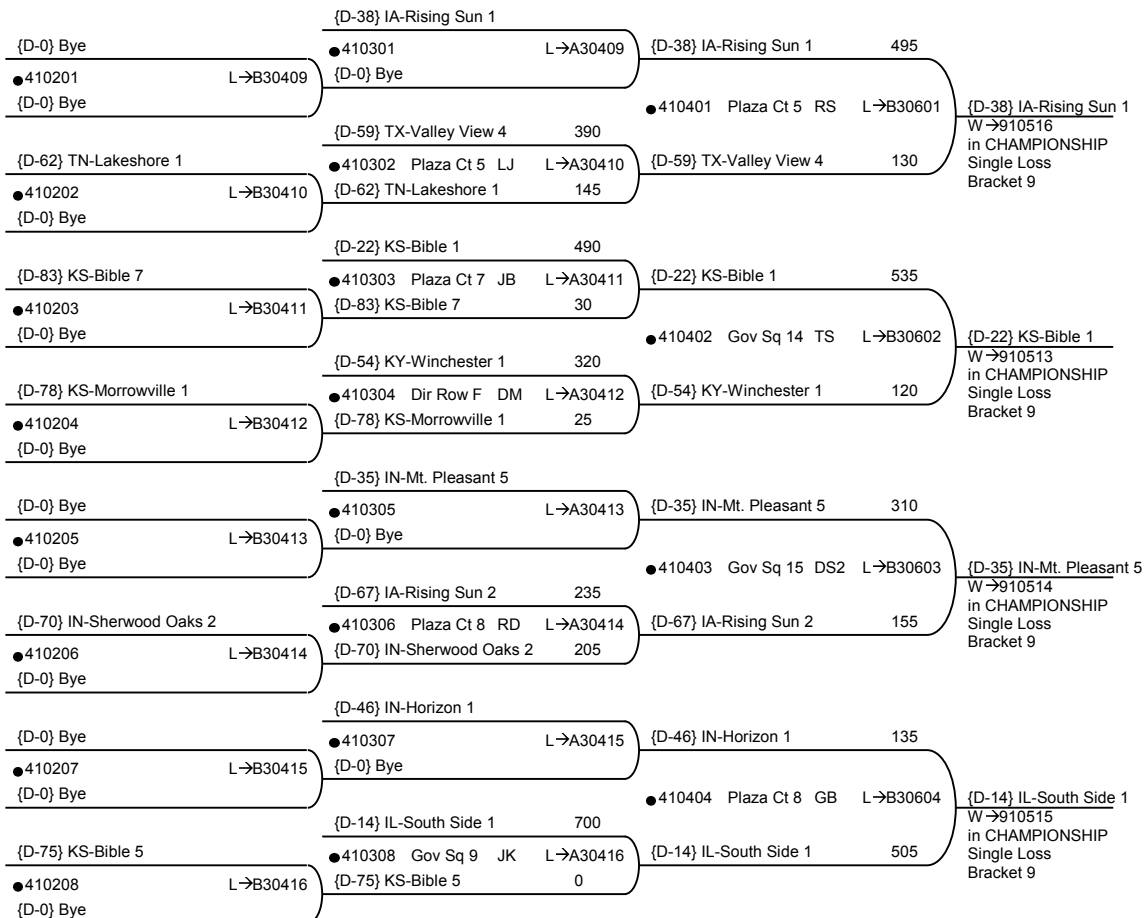 {D-38} IA-Rising Sun 1
{D-0} Bye
●410301 L→A30409
{D-38} IA-Rising Sun 1 495
●410201 L→B30409
{D-0} Bye
{D-0} Bye
●410401 Plaza Ct 5 RS L→B30601
{D-38} IA-Rising Sun 1
W→910516
in CHAMPIONSHIP
Single Loss
Bracket 9
{D-59} TX-Valley View 4 390
{D-62} TN-Lakeshore 1
●410302 Plaza Ct 5 LJ L→A30410
{D-59} TX-Valley View 4 130
●410202 L→B30410
{D-62} TN-Lakeshore 1 145
{D-0} Bye
{D-22} KS-Bible 1 490
{D-83} KS-Bible 7
●410303 Plaza Ct 7 JB L→A30411
{D-22} KS-Bible 1 535
●410203 L→B30411
{D-83} KS-Bible 7 30
{D-0} Bye
●410402 Gov Sq 14 TS L→B30602
{D-22} KS-Bible 1
W→910513
in CHAMPIONSHIP
Single Loss
Bracket 9
{D-54} KY-Winchester 1 320
{D-78} KS-Morrowville 1
●410304 Dir Row F DM L→A30412
{D-54} KY-Winchester 1 120
●410204 L→B30412
{D-78} KS-Morrowville 1 25
{D-0} Bye
{D-35} IN-Mt. Pleasant 5
{D-0} Bye
●410305 L→A30413
{D-35} IN-Mt. Pleasant 5 310
●410205 L→B30413
{D-0} Bye
{D-0} Bye
●410403 Gov Sq 15 DS2 L→B30603
{D-35} IN-Mt. Pleasant 5
W→910514
in CHAMPIONSHIP
Single Loss
Bracket 9
{D-67} IA-Rising Sun 2 235
{D-70} IN-Sherwood Oaks 2
●410306 Plaza Ct 8 RD L→A30414
{D-67} IA-Rising Sun 2 155
●410206 L→B30414
{D-70} IN-Sherwood Oaks 2 205
{D-0} Bye
{D-46} IN-Horizon 1
{D-0} Bye
●410307 L→A30415
{D-46} IN-Horizon 1 135
●410207 L→B30415
{D-0} Bye
{D-0} Bye
●410404 Plaza Ct 8 GB L→B30604
{D-14} IL-South Side 1
W→910515
in CHAMPIONSHIP
Single Loss
Bracket 9
{D-14} IL-South Side 1 700
{D-75} KS-Bible 5
●410308 Gov Sq 9 JK L→A30416
{D-14} IL-South Side 1 505
●410208 L→B30416
{D-75} KS-Bible 5 0
{D-0} Bye